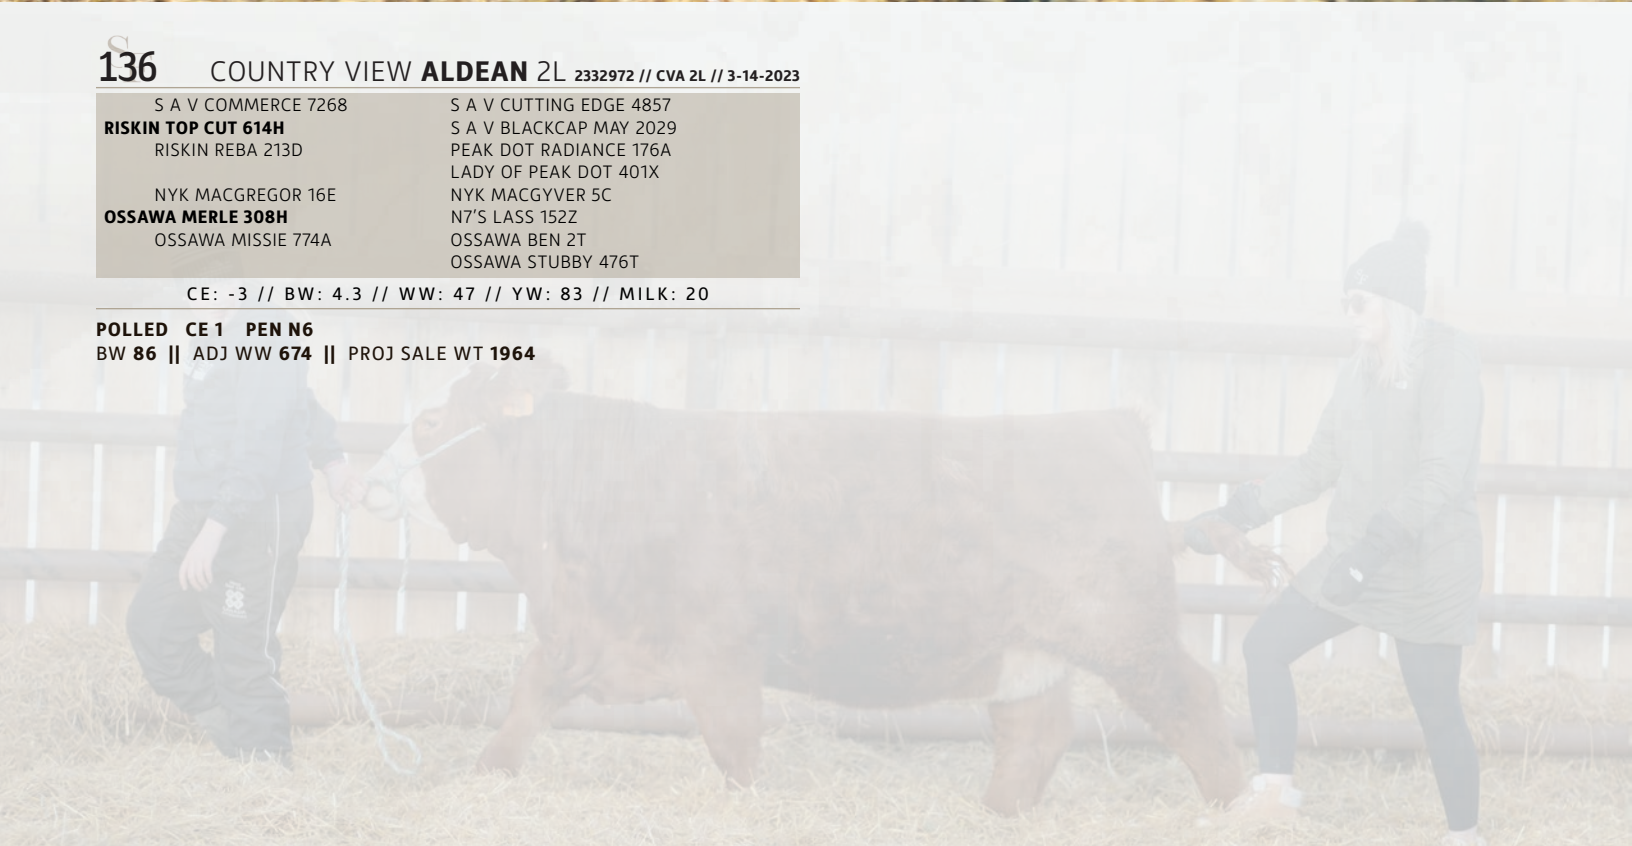 136 COUNTRY VIEW ALDEAN 2L 2332972 // CVA 2L // 3-14-2023
S A V COMMERCE 7268 S A V CUTTING EDGE 4857
RISKIN TOP CUT 614H S A V BLACKCAP MAY 2029
RISKIN REBA 213D PEAK DOT RADIANCE 176A
LADY OF PEAK DOT 401X
NYK MACGREGOR 16E NYK MACGYVER 5C
OSSAWA MERLE 308H N7'S LASS 152Z
OSSAWA MISSIE 774A OSSAWA BEN 2T
OSSAWA STUBBY 476T
CE: -3 // BW: 4.3 // WW: 47 // YW: 83 // MILK: 20
POLLED CE 1 PEN N6
BW 86 || ADJ WW 674 || PROJ SALE WT 1964